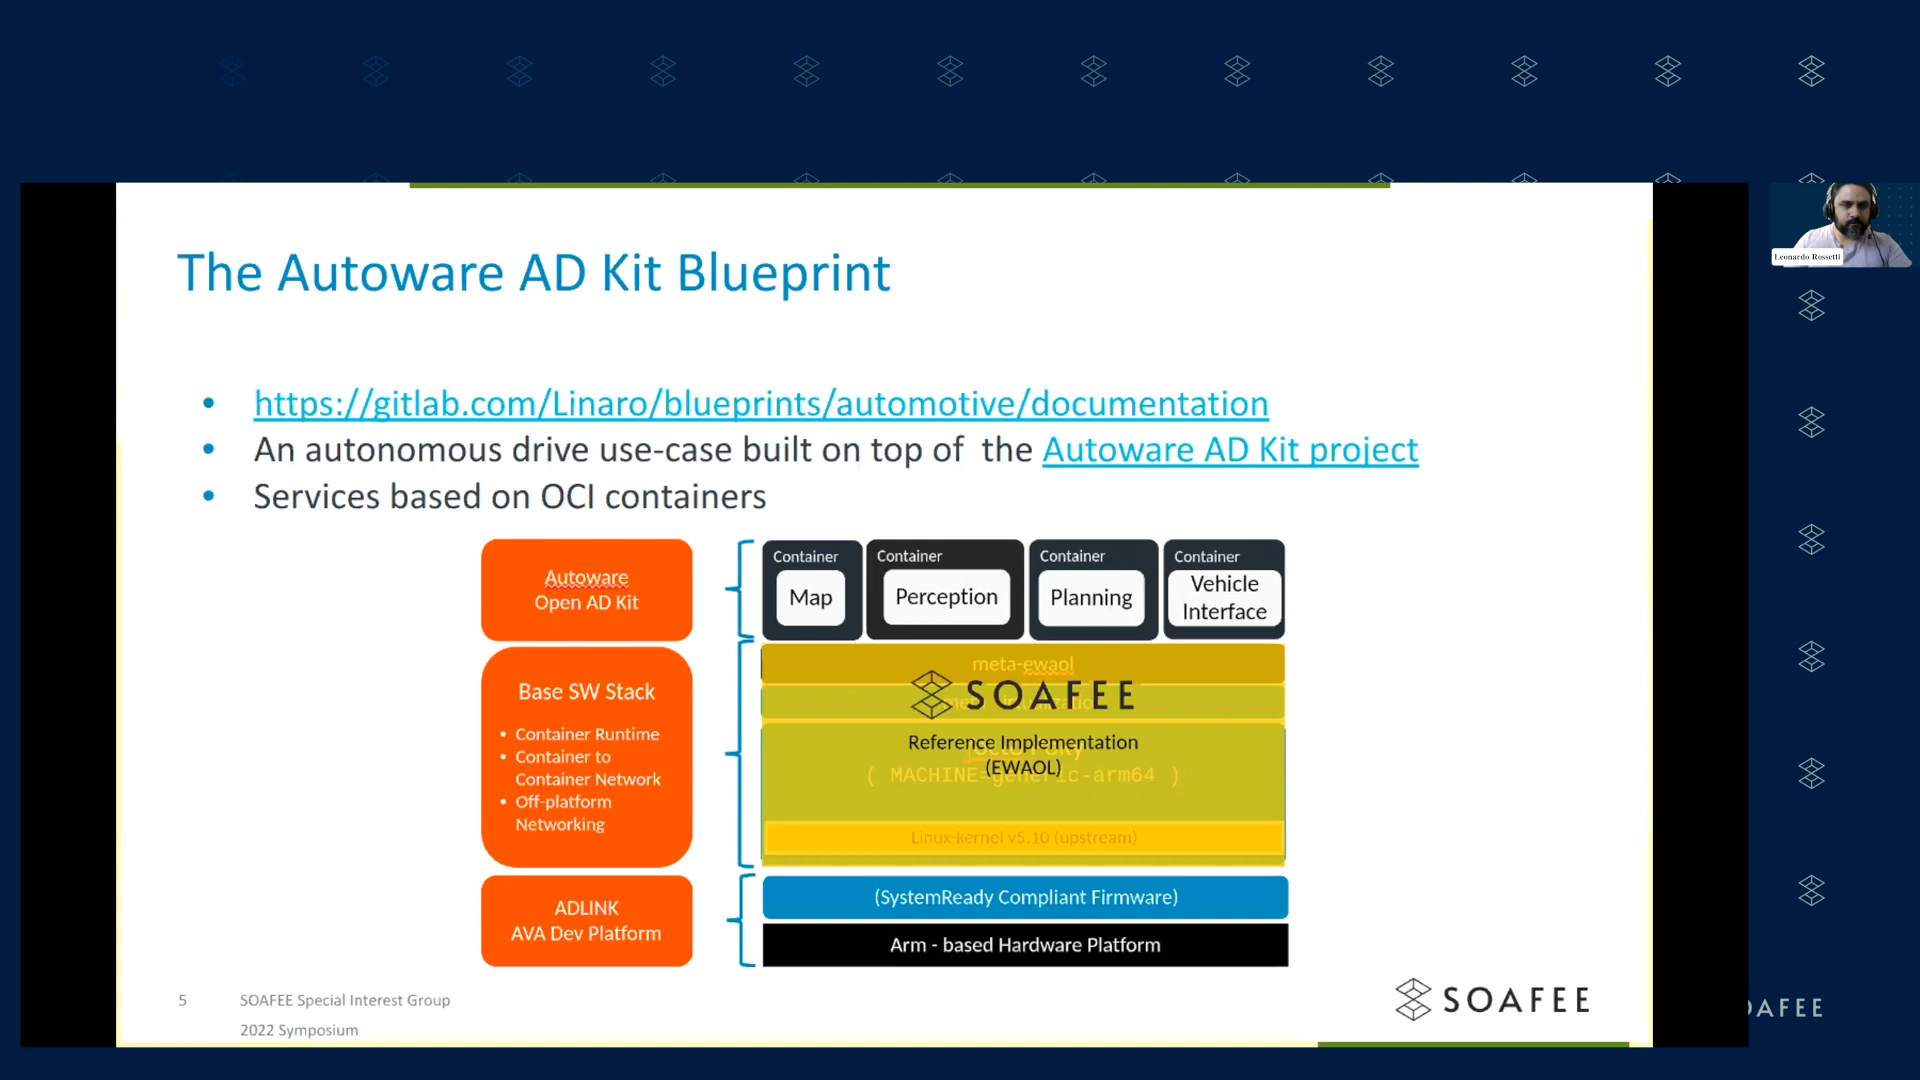 The Autoware AD Kit Blueprint
Leonardo Rossetti
• https://gitlab.com/Linaro/blueprints/automotive/documentation
• An autonomous drive use-case built on top of the Autoware AD Kit project
• Services based on OCI containers
Autoware
Open AD Kit
Container
Map
Container
Perception
Container
Planning
Container
Vehicle
Interface
Base SW Stack
• Container Runtime
• Container to
Container Network
• Off-platform
Networking
meta-ewaol
SOAFEE
Reference Implementation
(EWAOL)
( MACHINE=generic-arm64 )
Linux-kernel v5.10 (upstream)
ADLINK
AVA Dev Platform
(SystemReady Compliant Firmware)
Arm - based Hardware Platform
5
SOAFEE Special Interest Group
2022 Symposium
SOAFEE
OAFEE